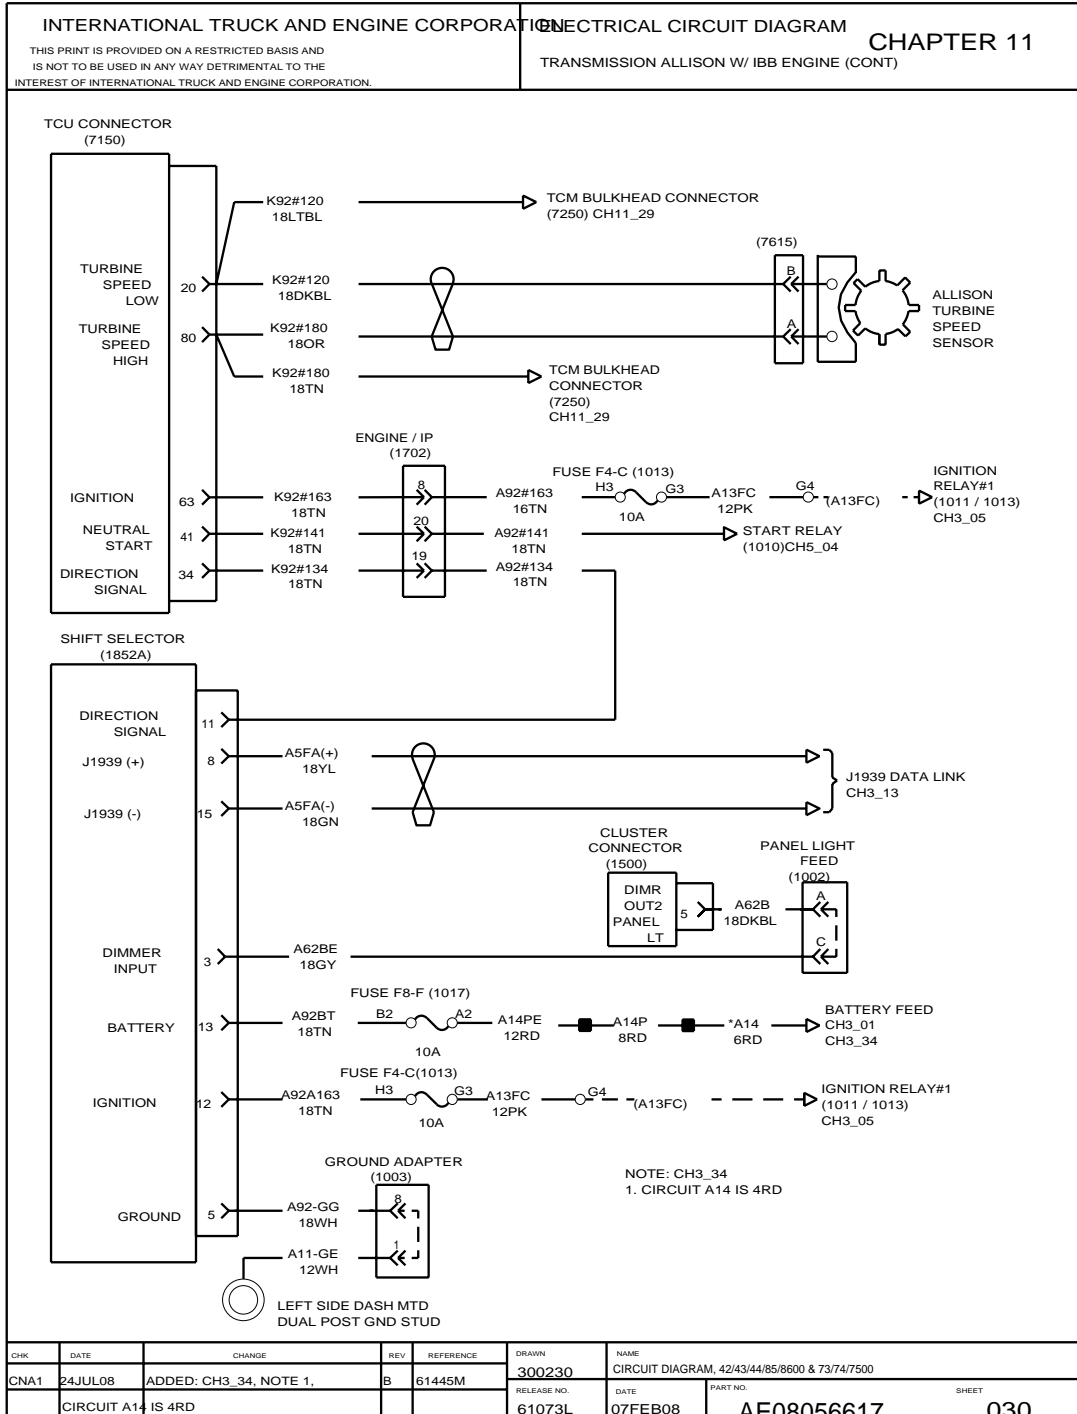 INTERNATIONAL TRUCK AND ENGINE CORPORATION
THIS PRINT IS PROVIDED ON A RESTRICTED BASIS AND
IS NOT TO BE USED IN ANY WAY DETRIMENTAL TO THE
INTEREST OF INTERNATIONAL TRUCK AND ENGINE CORPORATION.
ELECTRICAL CIRCUIT DIAGRAM
CHAPTER 11
TRANSMISSION ALLISON W/ IBB ENGINE (CONT)
TCU CONNECTOR
(7150)
K92#120
18LTBL
TCM BULKHEAD CONNECTOR
(7250) CH11_29
(7615)
TURBINE
SPEED
LOW
20
K92#120
18DKBL
B
TURBINE
SPEED
HIGH
80
K92#180
18OR
A
ALLISON
TURBINE
SPEED
SENSOR
K92#180
18TN
TCM BULKHEAD
CONNECTOR
(7250)
CH11_29
ENGINE / IP
(1702)
IGNITION
63
K92#163
18TN
8
A92#163
16TN
FUSE F4-C (1013)
H3
G3
10A
A13FC
12PK
G4
(A13FC)
IGNITION
RELAY#1
(1011 / 1013)
CH3_05
NEUTRAL
START
41
K92#141
18TN
20
A92#141
18TN
START RELAY
(1010)CH5_04
DIRECTION
SIGNAL
34
K92#134
18TN
19
A92#134
18TN
SHIFT SELECTOR
(1852A)
DIRECTION
SIGNAL
11
J1939 (+)
8
A5FA(+)
18YL
J1939 (-)
15
A5FA(-)
18GN
J1939 DATA LINK
CH3_13
CLUSTER
CONNECTOR
(1500)
DIMR
OUT2
PANEL
LT
5
A62B
18DKBL
PANEL LIGHT
FEED
(1002)
A
C
DIMMER
INPUT
3
A62BE
18GY
FUSE F8-F (1017)
BATTERY
13
A92BT
18TN
B2
A2
10A
A14PE
12RD
A14P
8RD
*A14
6RD
BATTERY FEED
CH3_01
CH3_34
FUSE F4-C(1013)
IGNITION
12
A92A163
18TN
H3
G3
10A
A13FC
12PK
G4
(A13FC)
IGNITION RELAY#1
(1011 / 1013)
CH3_05
GROUND ADAPTER
(1003)
GROUND
5
A92-GG
18WH
8
A11-GE
12WH
1
LEFT SIDE DASH MTD
DUAL POST GND STUD
NOTE: CH3_34
1. CIRCUIT A14 IS 4RD
CHK
DATE
CHANGE
REV
REFERENCE
CNA1
24JUL08
ADDED: CH3_34, NOTE 1,
B
61445M
CIRCUIT A14 IS 4RD
DRAWN
300230
NAME
CIRCUIT DIAGRAM, 42/43/44/85/8600 & 73/74/7500
RELEASE NO.
61073L
DATE
07FEB08
PART NO.
AE08056617
SHEET
030